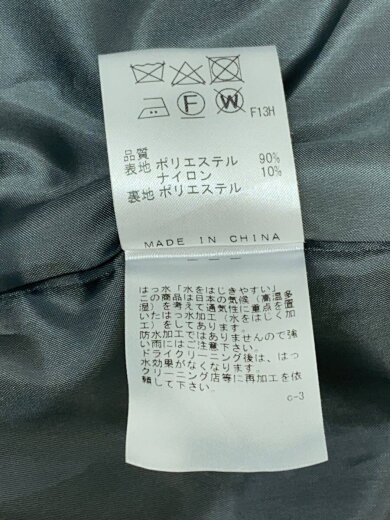 F W F13H
品質
表地 ポリエステル 90%
ナイロン 10%
裏地 ポリエステル
MADE IN CHINA
はっ水「水をはじきやすい」
この商品は日本の気候（高温多
湿）を考えて通気性に重点を置
いたはっ水加工（水をはじく加
工）をしてあります。
防水加工ではありませんので強
い雨にはご注意下さい。
ドライクリーニング後は、はっ
水効果がなくなります。
クリーニング店等に再加工を依
頼して下さい。
c-3